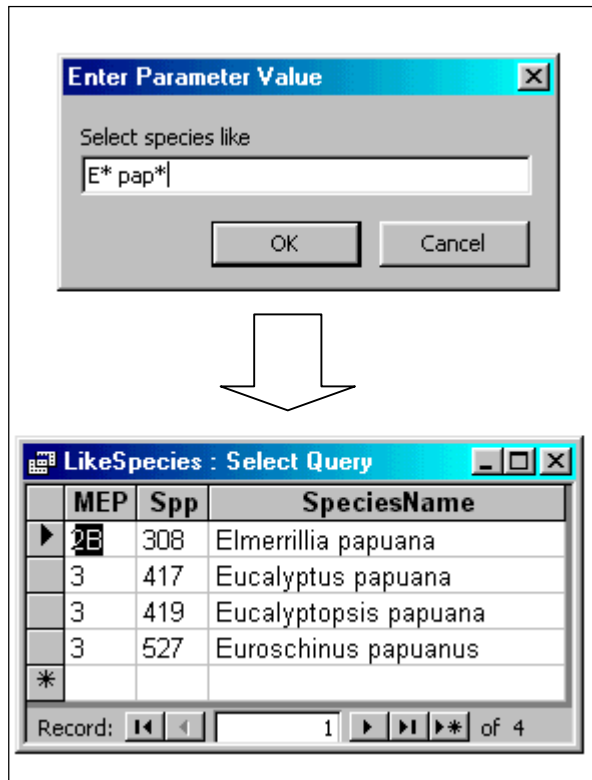 Enter Parameter Value
Select species like
E* pap*
OK Cancel
LikeSpecies : Select Query
MEP Spp SpeciesName
2B 308 Elmerrillia papuana
3 417 Eucalyptus papuana
3 419 Eucalyptopsis papuana
3 527 Euroschinus papuanus
Record: 1 of 4